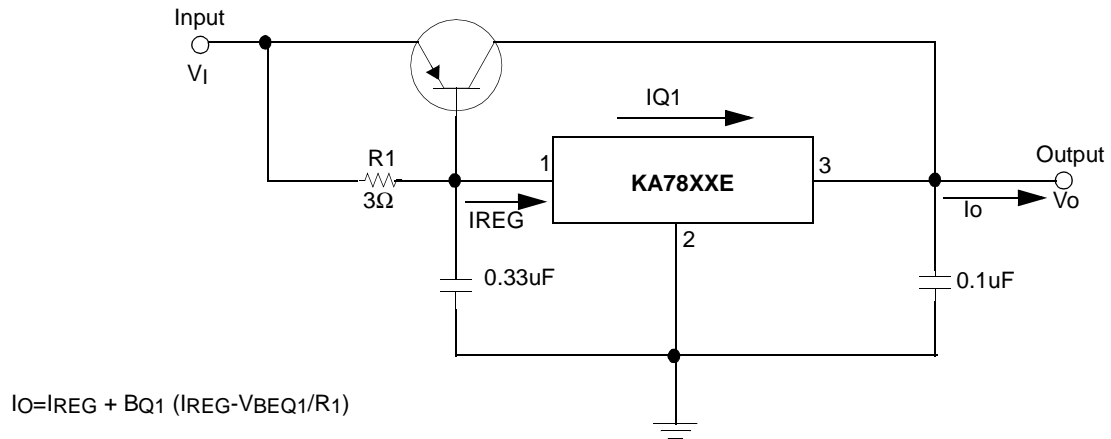 Input
VI
IQ1
R1
3Ω
1
KA78XXE
3
Output
IREG
Io
Vo
2
0.33uF
0.1uF
IO=IREG + BQ1 (IREG-VBEQ1/R1)